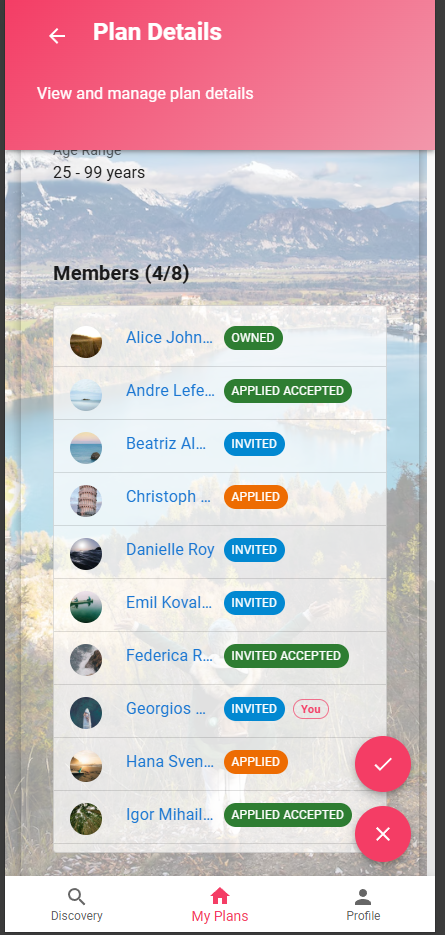 Plan Details
View and manage plan details
Age Range
25 - 99 years
Members (4/8)
Alice John... OWNED
Andre Lefe... APPLIED ACCEPTED
Beatriz Al... INVITED
Christoph ... APPLIED
Danielle Roy INVITED
Emil Koval... INVITED
Federica R... INVITED ACCEPTED
Georgios ... INVITED You
Hana Sven... APPLIED
Igor Mihail... APPLIED ACCEPTED
Discovery My Plans Profile